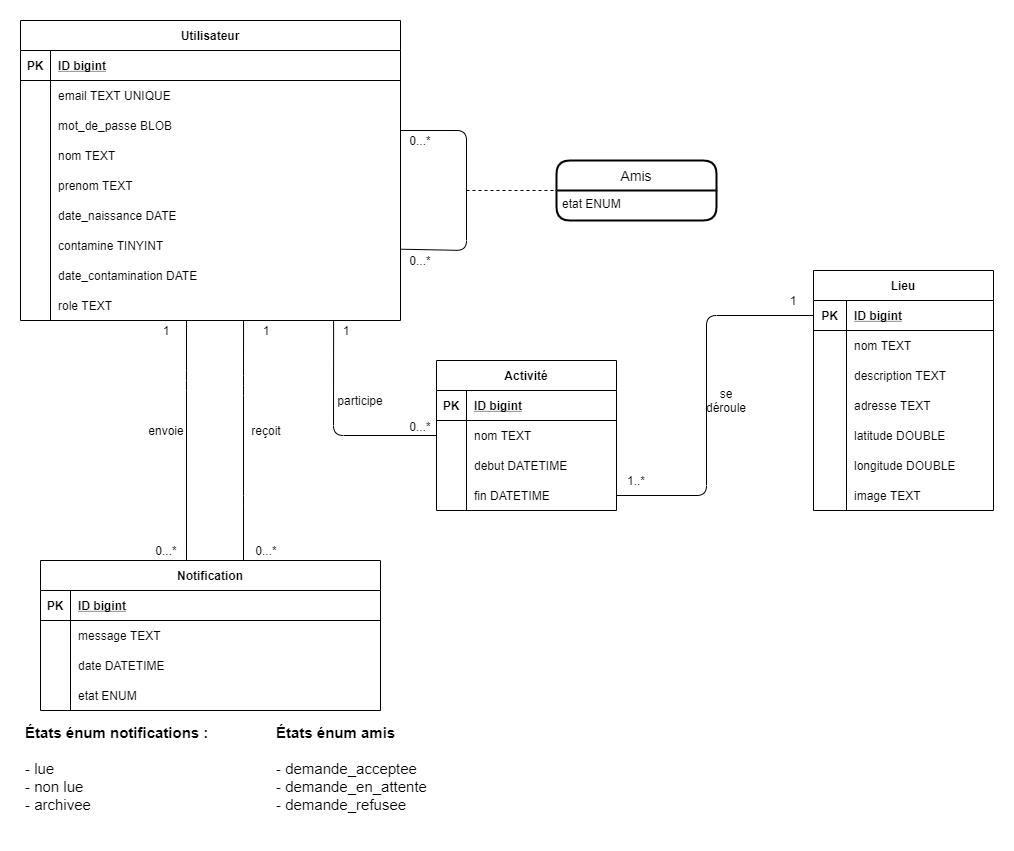 Utilisateur
PK ID bigint
email TEXT UNIQUE
mot_de_passe BLOB
nom TEXT
prenom TEXT
date_naissance DATE
contamine TINYINT
date_contamination DATE
role TEXT
0...*
0...*
Amis
etat ENUM
1
1
1
envoie
reçoit
participe
0...*
0...*
0...*
Activité
PK ID bigint
nom TEXT
debut DATETIME
fin DATETIME
1..*
se
déroule
1
Lieu
PK ID bigint
nom TEXT
description TEXT
adresse TEXT
latitude DOUBLE
longitude DOUBLE
image TEXT
Notification
PK ID bigint
message TEXT
date DATETIME
etat ENUM
États énum notifications :
- lue
- non lue
- archivee
États énum amis
- demande_acceptee
- demande_en_attente
- demande_refusee